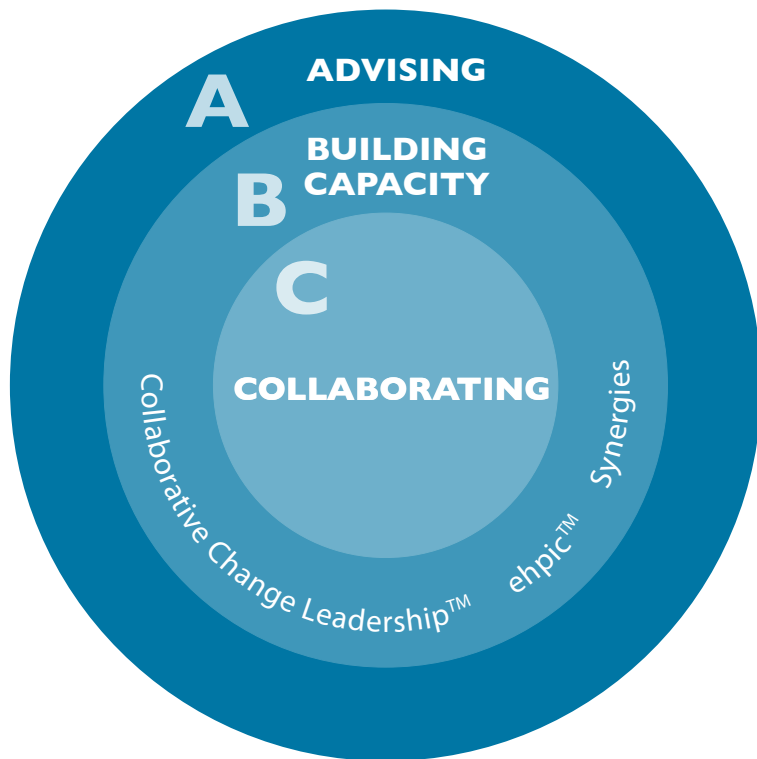 A
ADVISING
B
BUILDING
CAPACITY
C
COLLABORATING
Collaborative Change Leadership™
ehpic™
Synergies